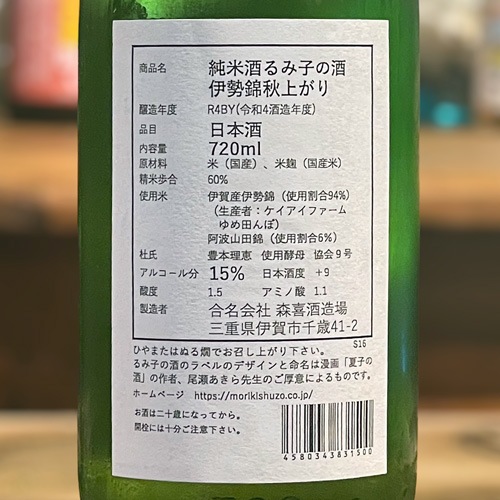 商品名 純米酒るみ子の酒
伊勢錦秋上がり
醸造年度 R4BY(令和4酒造年度)
品目 日本酒
内容量 720ml
原材料 米（国産）、米麹（国産米）
精米歩合 60%
使用米 伊賀産伊勢錦（使用割合94%）
（生産者：ケイアイファーム
ゆめ田んぼ）
阿波山田錦（使用割合6%）
杜氏 豊本理恵 使用酵母 協会９号
アルコール分 15% 日本酒度 ＋9
酸度 1.5 アミノ酸 1.1
製造者 合名会社 森喜酒造場
三重県伊賀市千歳41-2
S16
ひやまたはぬる燗でお召し上がり下さい。
るみ子の酒のラベルのデザインと命名は漫画「夏子の
酒」の作者、尾瀬あきら先生のご厚意によるものです。
ホームページ https://morikishuzo.co.jp/
お酒は二十歳になってから。
開栓には十分ご注意下さい。
4580343831500